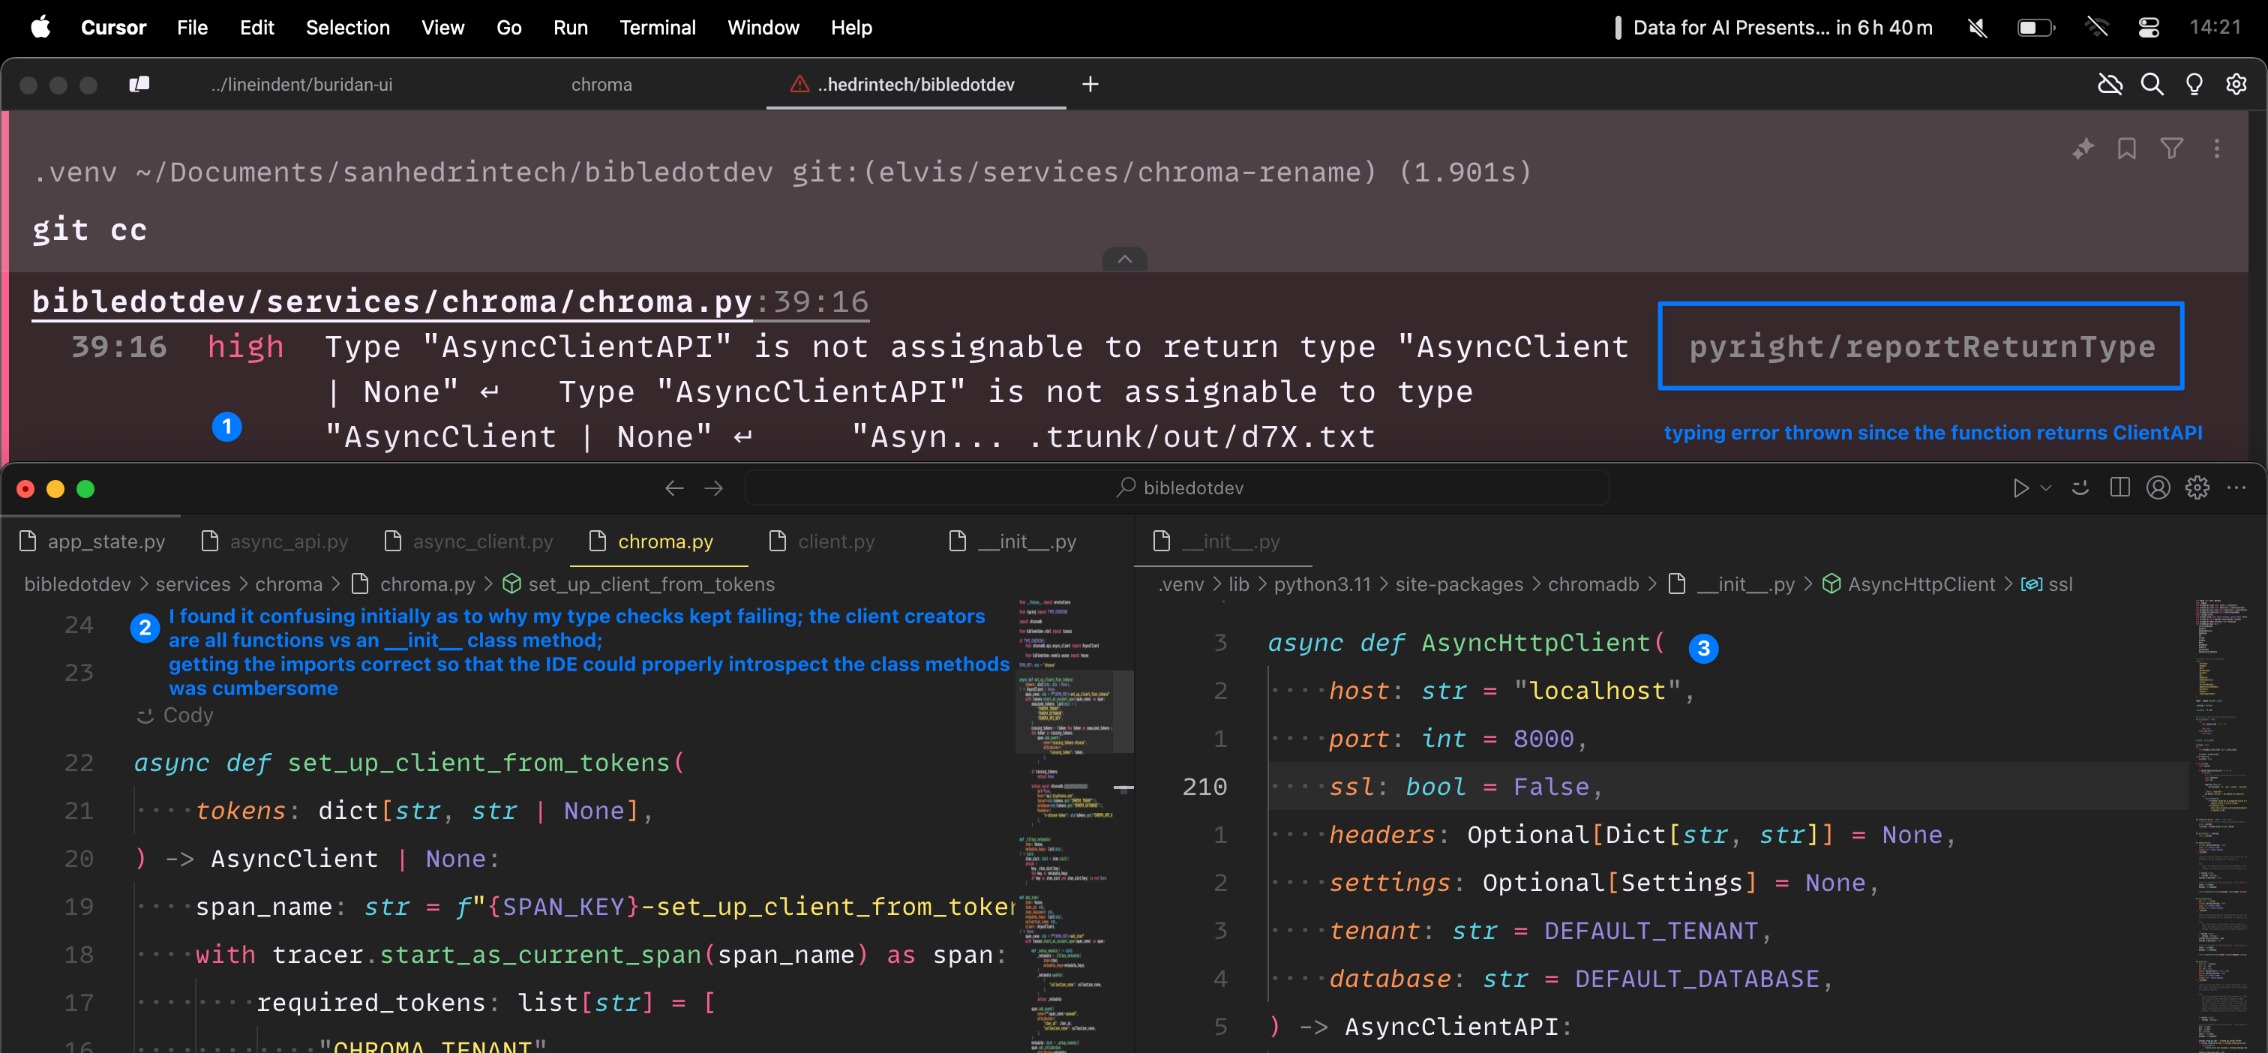 Cursor File Edit Selection View Go Run Terminal Window Help Data for AI Presents... in 6 h 40 m 14:21
../lineindent/buridan-ui chroma ..hedrintech/bibledotdev +
.venv ~/Documents/sanhedrintech/bibledotdev git:(elvis/services/chroma-rename) (1.901s)
git cc
bibledotdev/services/chroma/chroma.py:39:16
39:16 high Type "AsyncClientAPI" is not assignable to return type "AsyncClient pyright/reportReturnType
| None" ↵ Type "AsyncClientAPI" is not assignable to type
1 "AsyncClient | None" ↵ "Asyn... .trunk/out/d7X.txt
typing error thrown since the function returns ClientAPI
bibledotdev
app_state.py async_api.py async_client.py chroma.py client.py __init__.py
bibledotdev > services > chroma > chroma.py > set_up_client_from_tokens
24
2 I found it confusing initially as to why my type checks kept failing; the client creators
are all functions vs an __init__ class method;
23
getting the imports correct so that the IDE could properly introspect the class methods
was cumbersome
Cody
22 async def set_up_client_from_tokens(
21 ····tokens: dict[str, str | None],
20 ) -> AsyncClient | None:
19 ····span_name: str = f"{SPAN_KEY}-set_up_client_from_token
18 ····with tracer.start_as_current_span(span_name) as span:
17 ········required_tokens: list[str] = [
16 ············"CHROMA_TENANT"
__init__.py
.venv > lib > python3.11 > site-packages > chromadb > __init__.py > AsyncHttpClient > ssl
3 async def AsyncHttpClient( 3
2 ····host: str = "localhost",
1 ····port: int = 8000,
210 ····ssl: bool = False,
1 ····headers: Optional[Dict[str, str]] = None,
2 ····settings: Optional[Settings] = None,
3 ····tenant: str = DEFAULT_TENANT,
4 ····database: str = DEFAULT_DATABASE,
5 ) -> AsyncClientAPI: